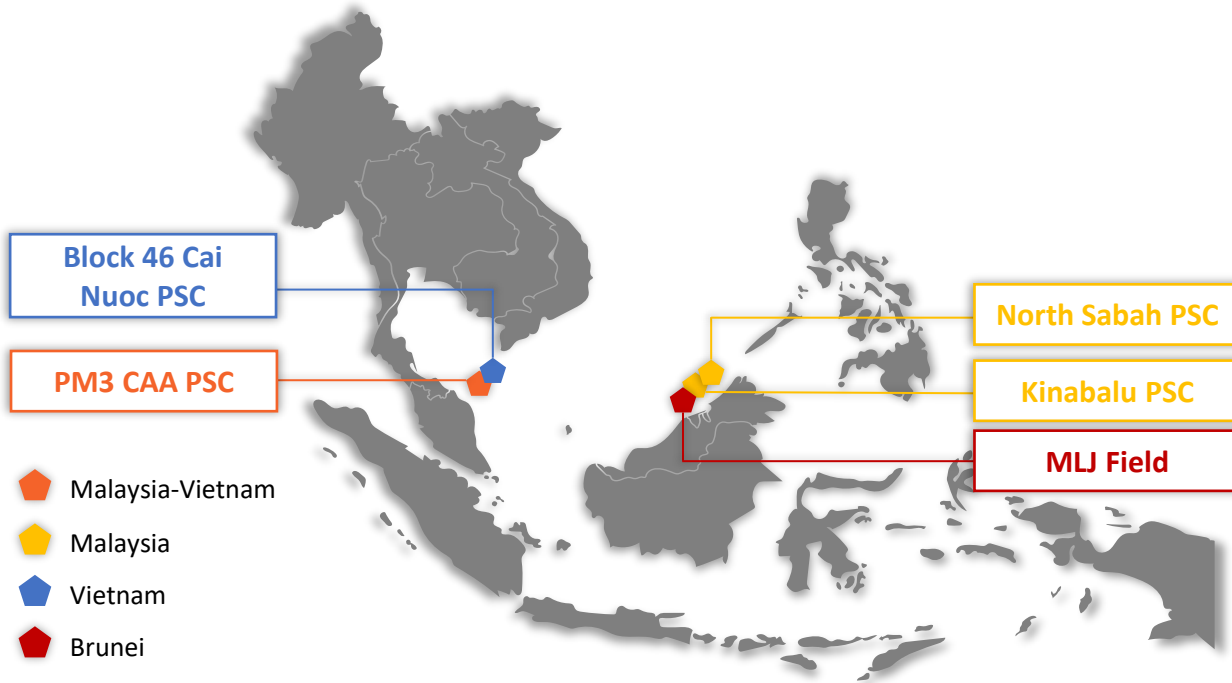 Block 46 Cai
Nuoc PSC
PM3 CAA PSC
North Sabah PSC
Kinabalu PSC
MLJ Field
Malaysia-Vietnam
Malaysia
Vietnam
Brunei